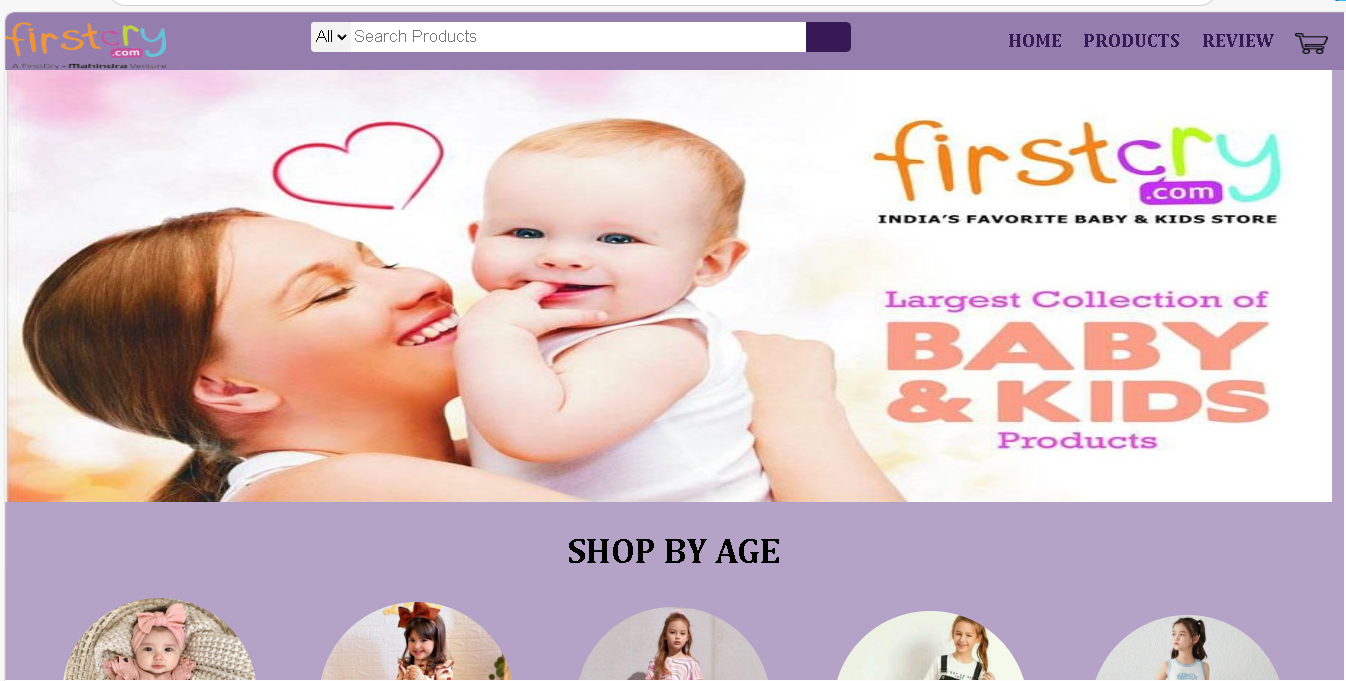 firstcry
.com
A FirstCry - Mahindra Venture
All
Search Products
HOME
PRODUCTS
REVIEW
firstcry
.com
INDIA'S FAVORITE BABY & KIDS STORE
Largest Collection of
BABY
& KIDS
Products
SHOP BY AGE